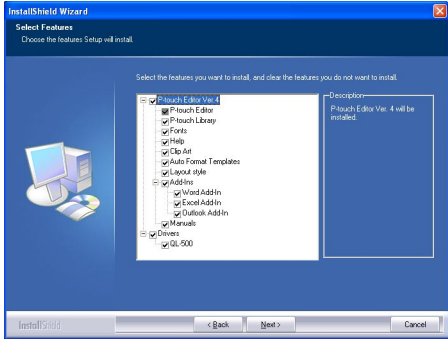 InstallShield Wizard
Select Features
Choose the features Setup will install.
Select the features you want to install, and clear the features you do not want to install.
P-touch Editor Ver. 4
P-touch Editor
P-touch Library
Fonts
Help
Clip Art
Auto Format Templates
Layout style
Add-Ins
Word Add-In
Excel Add-In
Outlook Add-In
Manuals
Drivers
QL-500
Description
P-touch Editor Ver. 4 will be
installed.
InstallShield
< Back
Next >
Cancel